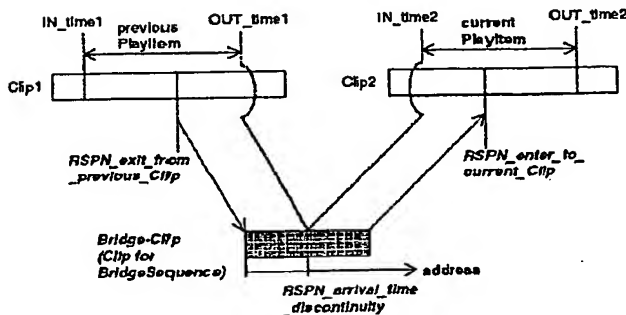 IN_time1
previous
PlayItem
OUT_time1
IN_time2
current
PlayItem
OUT_time2
Clip1
Clip2
RSPN_exit_from
_previous_Clip
RSPN_enter_to_
current_Clip
Bridge-Clip
(Clip for
BridgeSequence)
address
RSPN_arrival_time
_discontinuity